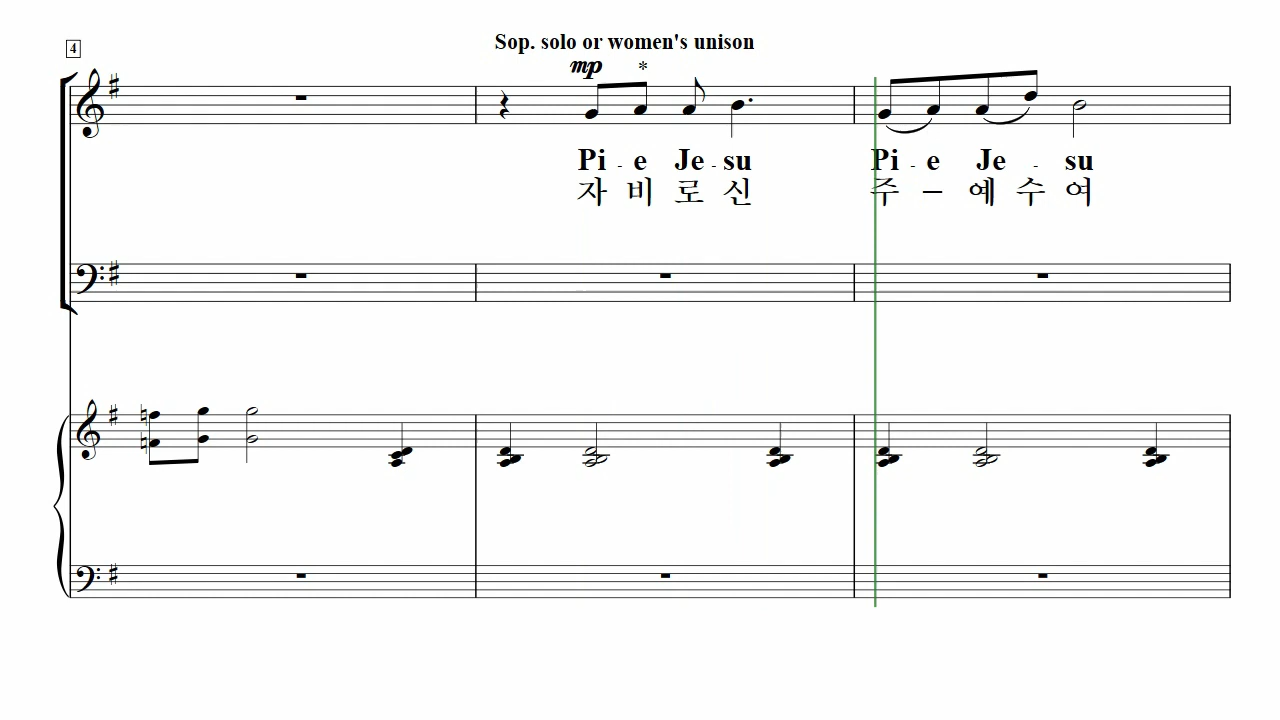 4
Sop. solo or women's unison
mp *
Pi - e Je - su Pi - e Je - su
자 비 로 신 주 – 예 수 여